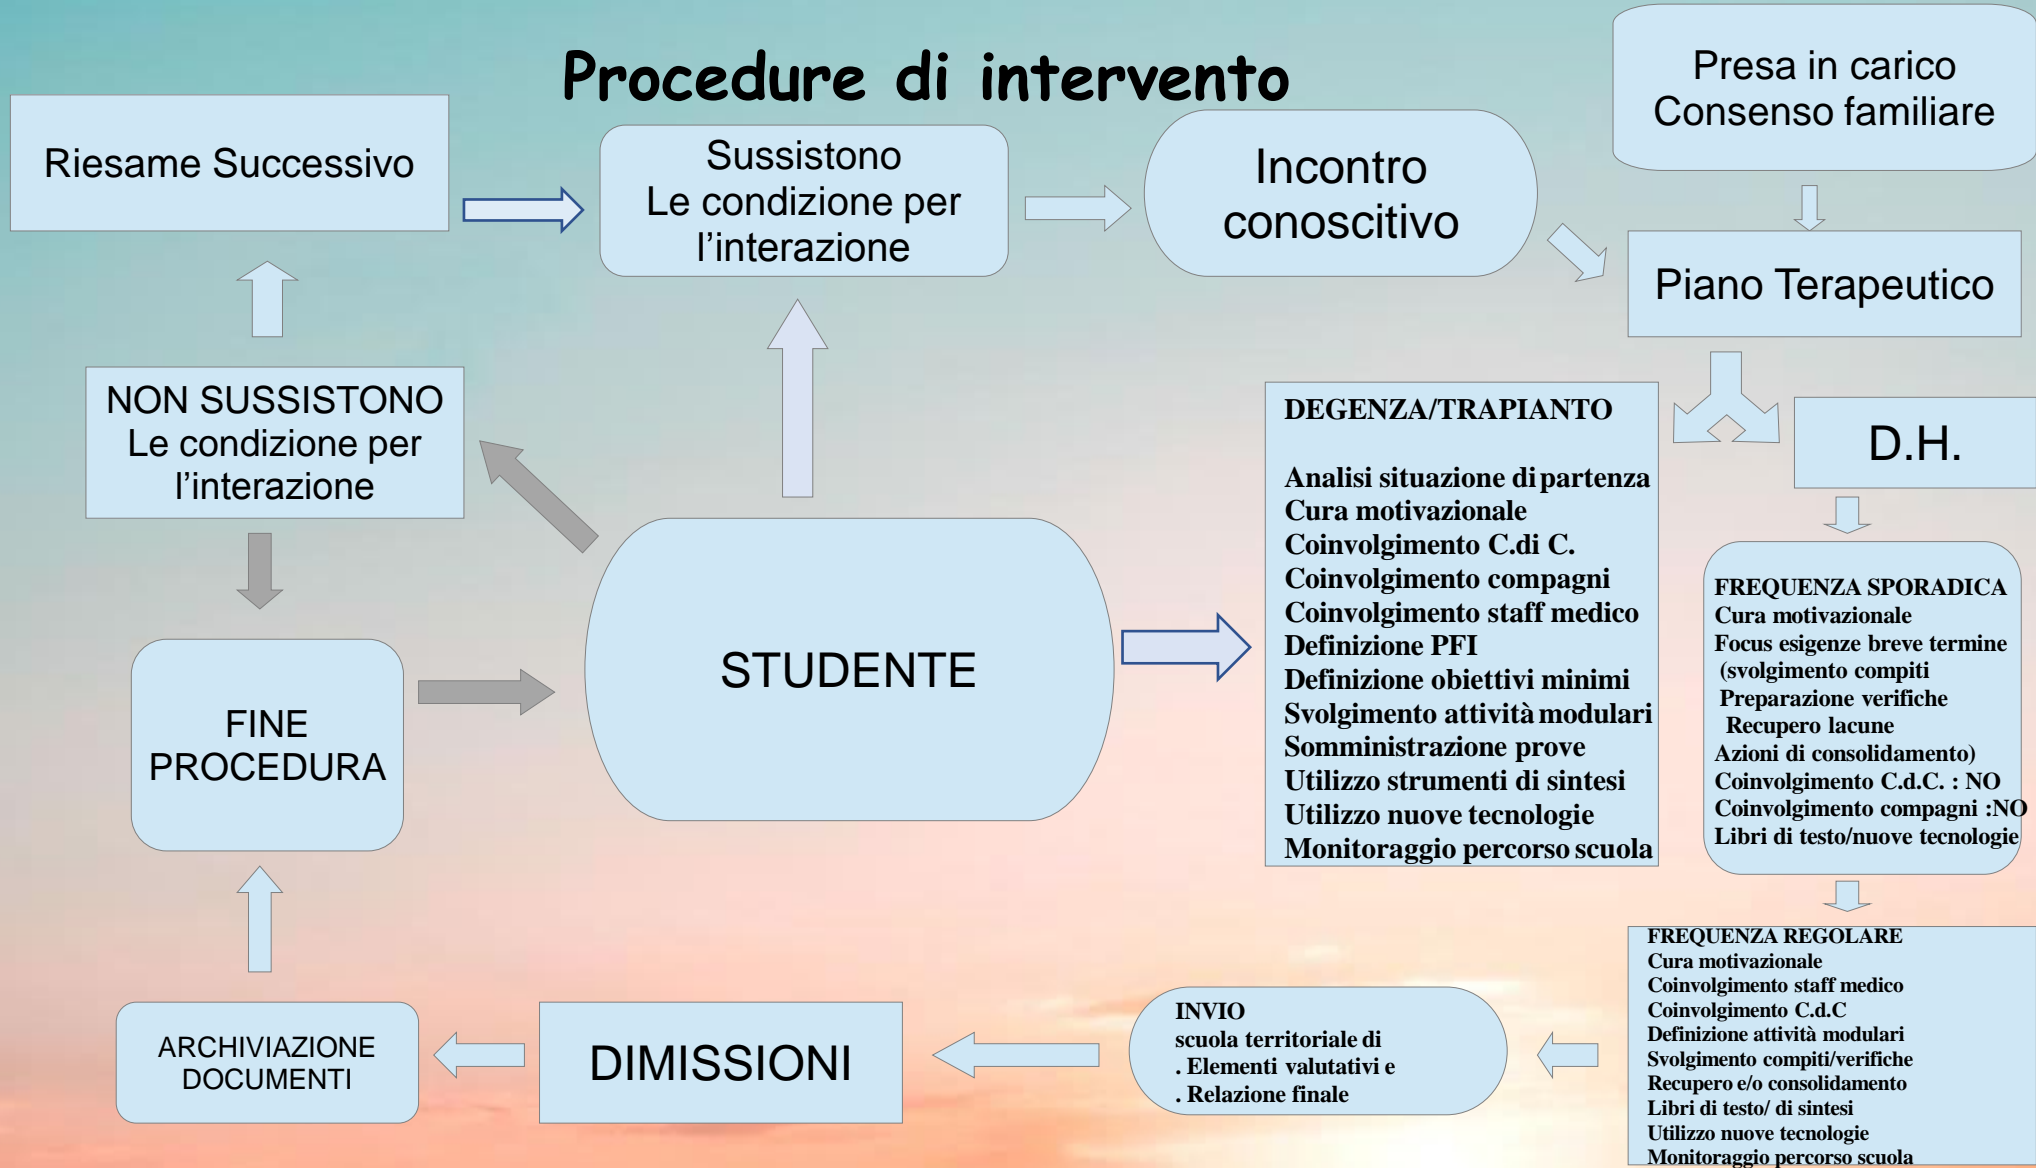 Procedure di intervento
Presa in carico
Consenso familiare
Riesame Successivo
Sussistono
Le condizione per
l’interazione
Incontro
conoscitivo
Piano Terapeutico
NON SUSSISTONO
Le condizione per
l’interazione
DEGENZA/TRAPIANTO
Analisi situazione di partenza
Cura motivazionale
Coinvolgimento C.di C.
Coinvolgimento compagni
Coinvolgimento staff medico
Definizione PFI
Definizione obiettivi minimi
Svolgimento attività modulari
Somministrazione prove
Utilizzo strumenti di sintesi
Utilizzo nuove tecnologie
Monitoraggio percorso scuola
D.H.
FREQUENZA SPORADICA
Cura motivazionale
Focus esigenze breve termine
(svolgimento compiti
Preparazione verifiche
Recupero lacune
Azioni di consolidamento)
Coinvolgimento C.d.C. : NO
Coinvolgimento compagni :NO
Libri di testo/nuove tecnologie
STUDENTE
FINE
PROCEDURA
FREQUENZA REGOLARE
Cura motivazionale
Coinvolgimento staff medico
Coinvolgimento C.d.C
Definizione attività modulari
Svolgimento compiti/verifiche
Recupero e/o consolidamento
Libri di testo/ di sintesi
Utilizzo nuove tecnologie
Monitoraggio percorso scuola
INVIO
scuola territoriale di
. Elementi valutativi e
. Relazione finale
DIMISSIONI
ARCHIVIAZIONE
DOCUMENTI